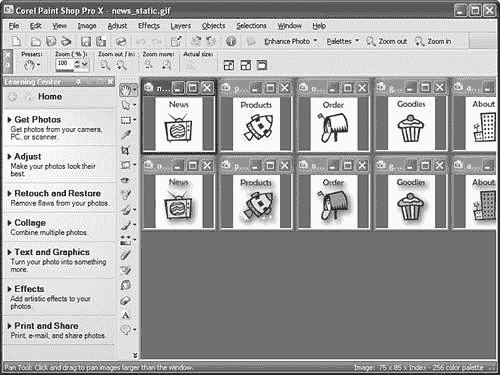 Corel Paint Shop Pro X - news_static.gif
File Edit View Image Adjust Effects Layers Objects Selections Window Help
Enhance Photo Palettes Zoom out Zoom in
Presets: Zoom (%): Zoom out / in: Zoom more: Actual size:
100
Learning Center
Home
Get Photos
Get photos from your camera, PC, or scanner.
Adjust
Make your photos look their best.
Retouch and Restore
Remove flaws from your photos.
Collage
Combine multiple photos.
Text and Graphics
Turn your photo into something more.
Effects
Add artistic effects to your photos.
Print and Share
Print, e-mail, and share photos.
n... p... o... g... a...
News Products Order Goodies About
n... p... o... g... a...
News Products Order Goodies About
Pan Tool: Click and drag to pan images larger than the window.
Image: 75 x 85 x Index - 256 color palette